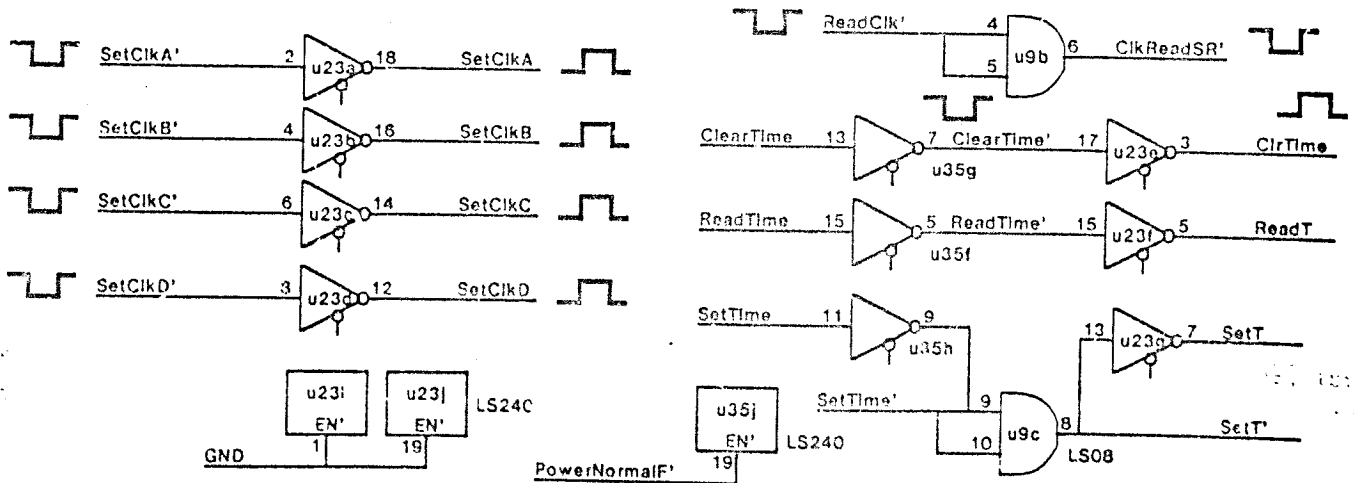 SetClkA' 2 u23a 18 SetClkA
SetClkB' 4 u23b 16 SetClkB
SetClkC' 6 u23c 14 SetClkC
SetClkD' 3 u23d 12 SetClkD
u23i EN' 1
u23j EN' 19 LS240
GND
ReadClk' 4 5 u9b 6 ClkReadSR'
ClearTime 13 7 u35g ClearTime' 17 u23e 3 ClrTime
ReadTime 15 5 u35f ReadTime' 15 u23f 5 ReadT
SetTime 11 9 u35h
13 u23g 7 SetT
SetTime' 9 10 u9c 8 LS08 SetT'
u35j EN' 19 LS240
PowerNormalF'